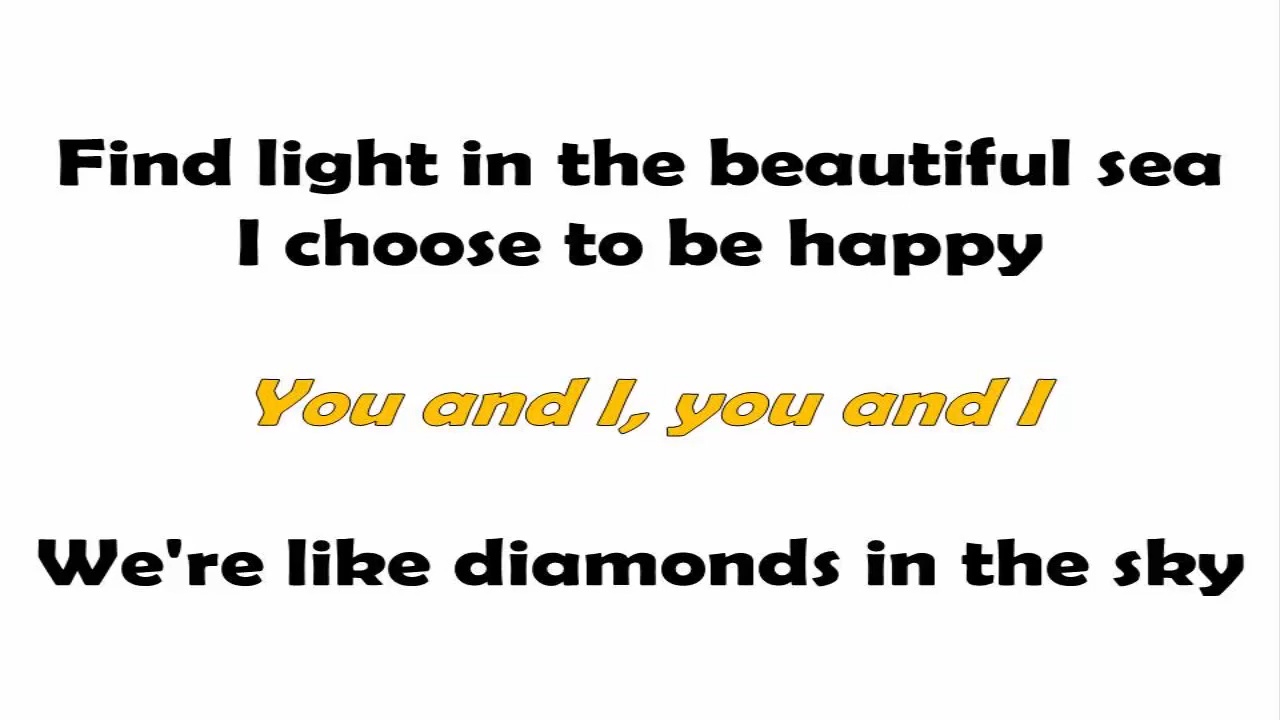 Find light in the beautiful sea
I choose to be happy
You and I, you and I
We're like diamonds in the sky